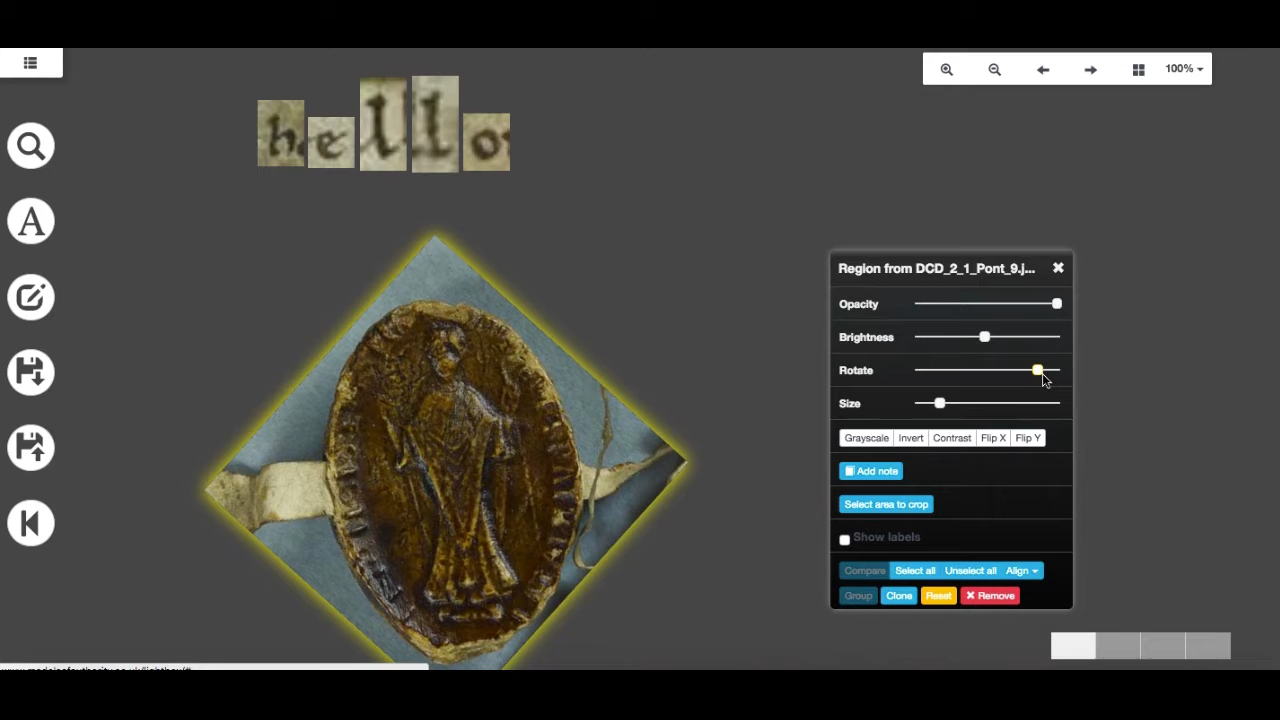 100%
hello
Region from DCD_2_1_Pont_9.j...
Opacity
Brightness
Rotate
Size
Grayscale Invert Contrast Flip X Flip Y
Add note
Select area to crop
Show labels
Compare Select all Unselect all Align
Group Clone Reset Remove
A